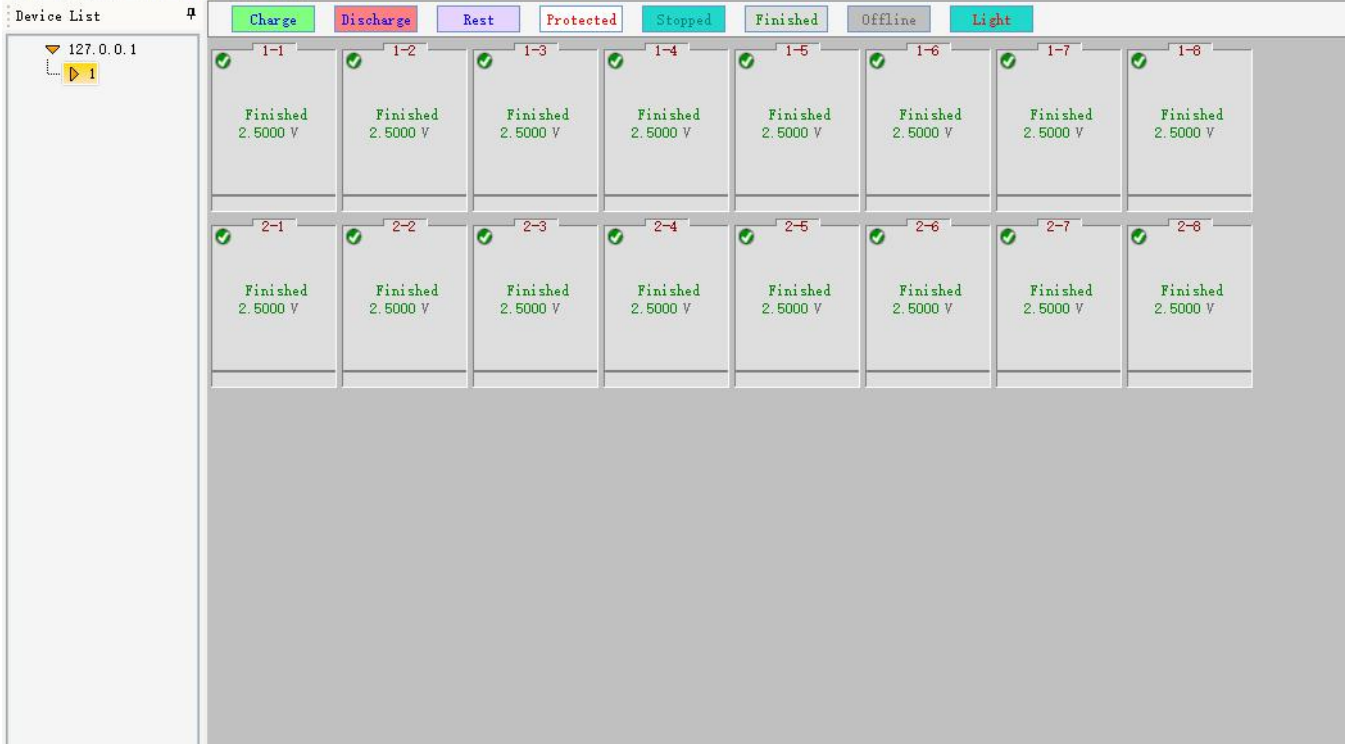 Device List
Charge Discharge Rest Protected Stopped Finished Offline Light
127.0.0.1
1
1-1 1-2 1-3 1-4 1-5 1-6 1-7 1-8
Finished Finished Finished Finished Finished Finished Finished Finished
2.5000 V 2.5000 V 2.5000 V 2.5000 V 2.5000 V 2.5000 V 2.5000 V 2.5000 V
2-1 2-2 2-3 2-4 2-5 2-6 2-7 2-8
Finished Finished Finished Finished Finished Finished Finished Finished
2.5000 V 2.5000 V 2.5000 V 2.5000 V 2.5000 V 2.5000 V 2.5000 V 2.5000 V